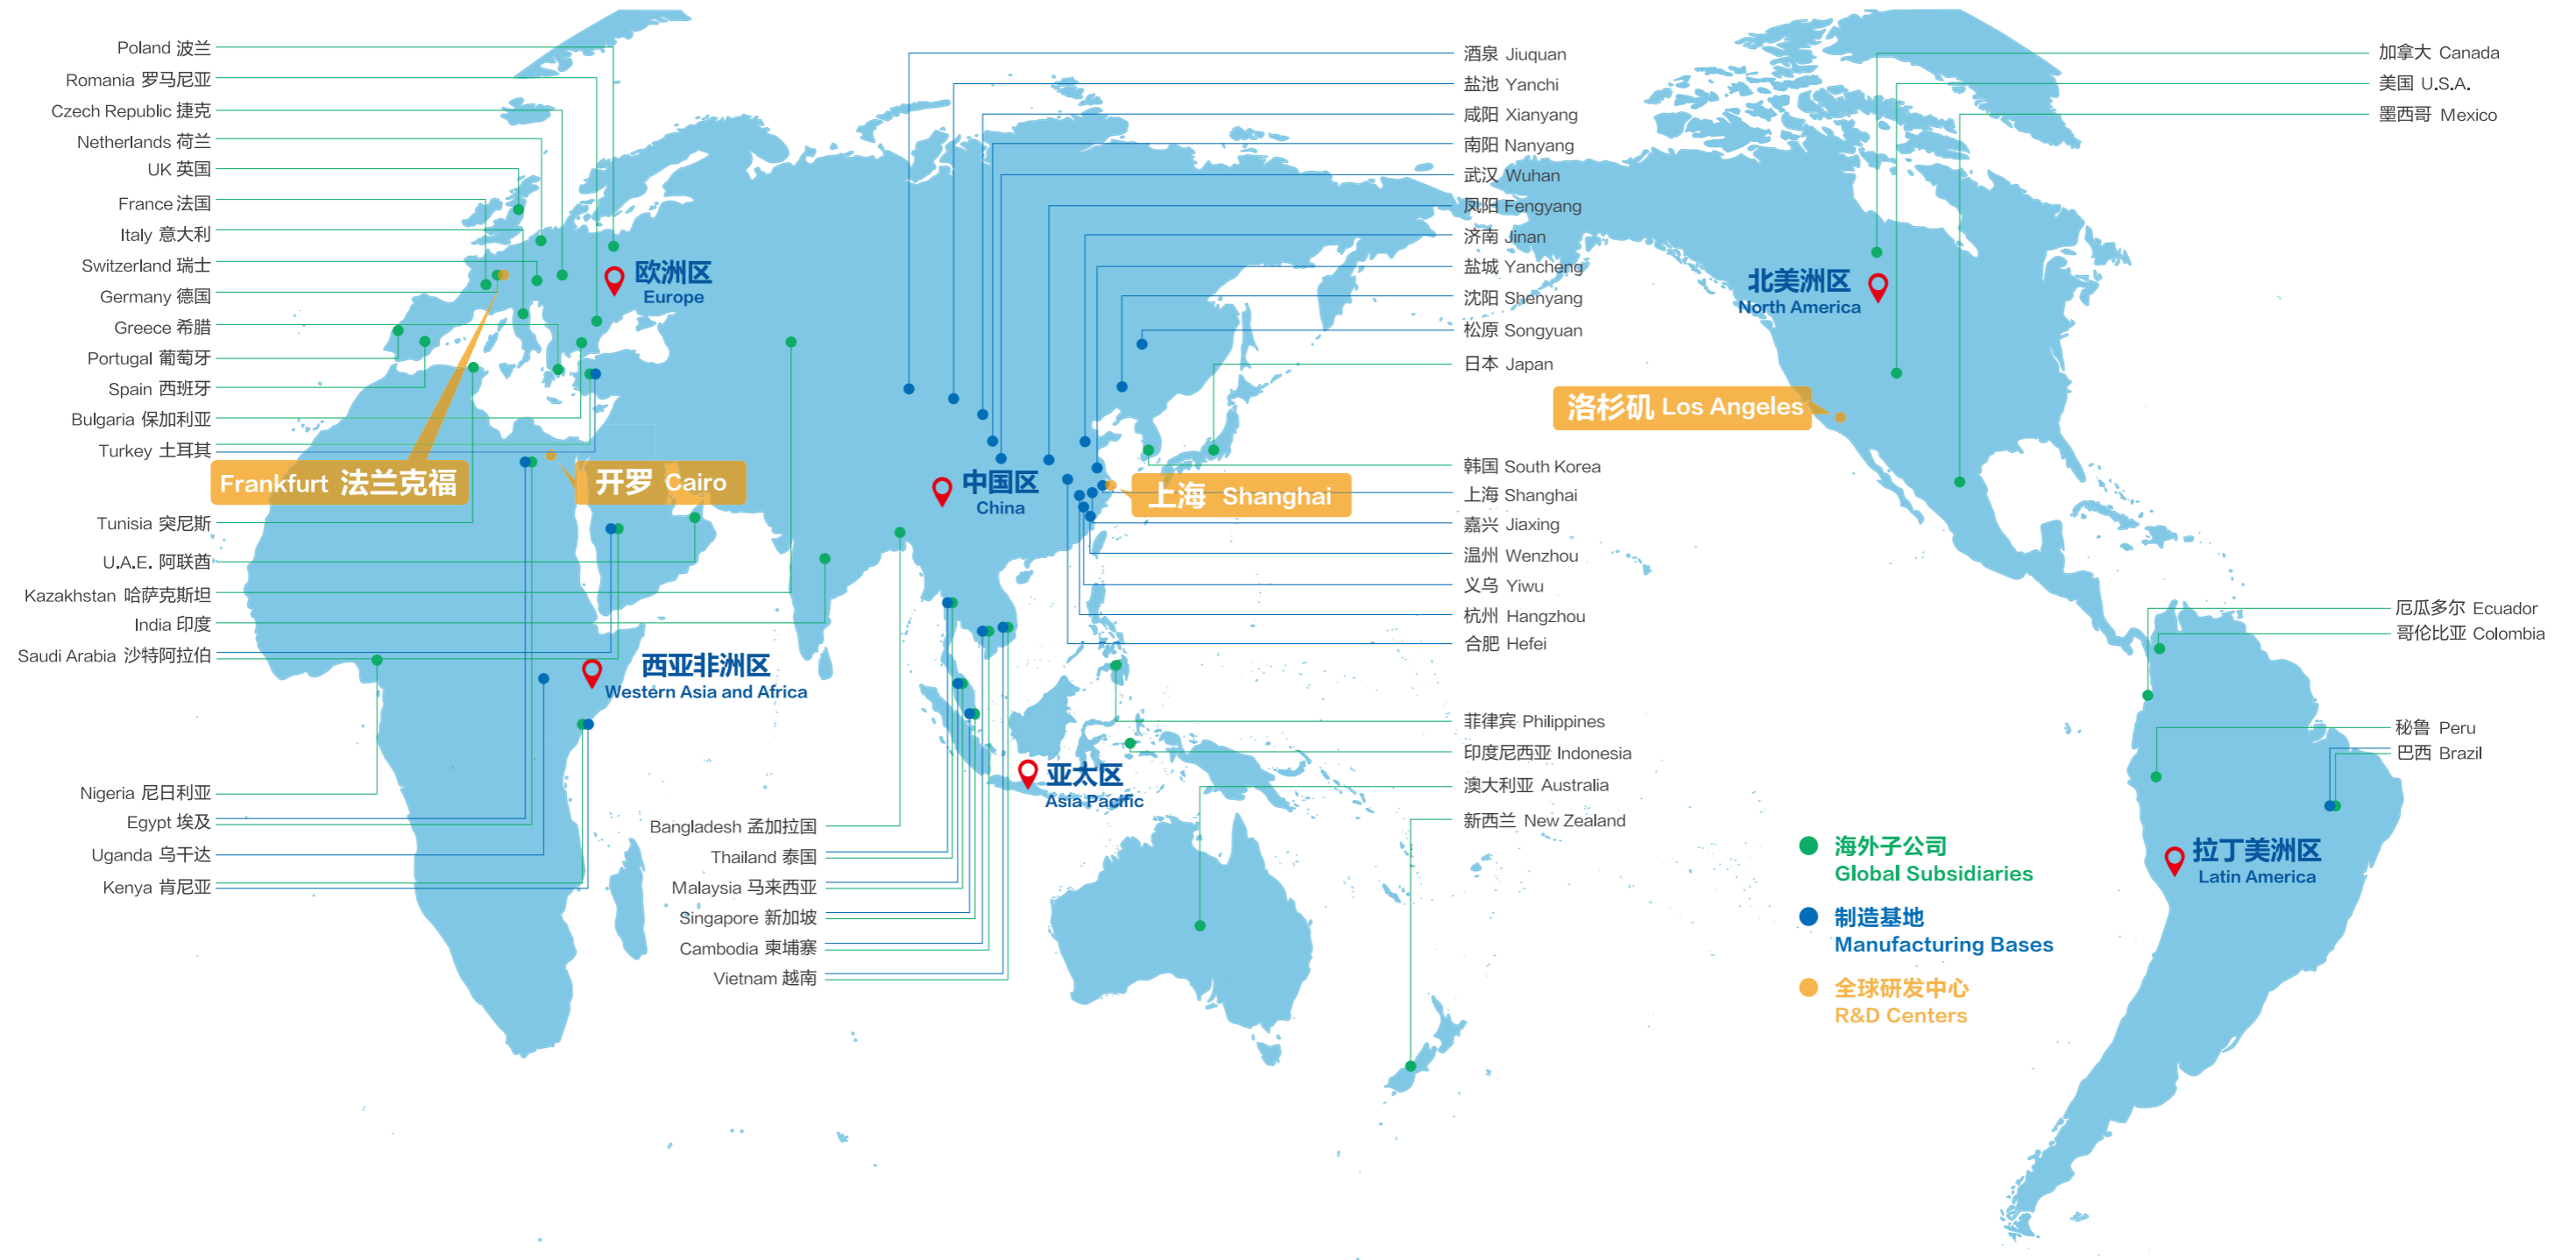 Poland 波兰
Romania 罗马尼亚
Czech Republic 捷克
Netherlands 荷兰
UK 英国
France 法国
Italy 意大利
Switzerland 瑞士
Germany 德国
Greece 希腊
Portugal 葡萄牙
Spain 西班牙
Bulgaria 保加利亚
Turkey 土耳其
Frankfurt 法兰克福
开罗 Cairo
Tunisia 突尼斯
U.A.E. 阿联酋
Kazakhstan 哈萨克斯坦
India 印度
Saudi Arabia 沙特阿拉伯
Nigeria 尼日利亚
Egypt 埃及
Uganda 乌干达
Kenya 肯尼亚
欧洲区
Europe
西亚非洲区
Western Asia and Africa
Bangladesh 孟加拉国
Thailand 泰国
Malaysia 马来西亚
Singapore 新加坡
Cambodia 柬埔寨
Vietnam 越南
中国区
China
上海 Shanghai
亚太区
Asia Pacific
酒泉 Jiuquan
盐池 Yanchi
咸阳 Xianyang
南阳 Nanyang
武汉 Wuhan
凤阳 Fengyang
济南 Jinan
盐城 Yancheng
沈阳 Shenyang
松原 Songyuan
日本 Japan
韩国 South Korea
上海 Shanghai
嘉兴 Jiaxing
温州 Wenzhou
义乌 Yiwu
杭州 Hangzhou
合肥 Hefei
菲律宾 Philippines
印度尼西亚 Indonesia
澳大利亚 Australia
新西兰 New Zealand
加拿大 Canada
美国 U.S.A.
墨西哥 Mexico
北美洲区
North America
洛杉矶 Los Angeles
厄瓜多尔 Ecuador
哥伦比亚 Colombia
秘鲁 Peru
巴西 Brazil
拉丁美洲区
Latin America
海外子公司
Global Subsidiaries
制造基地
Manufacturing Bases
全球研发中心
R&D Centers